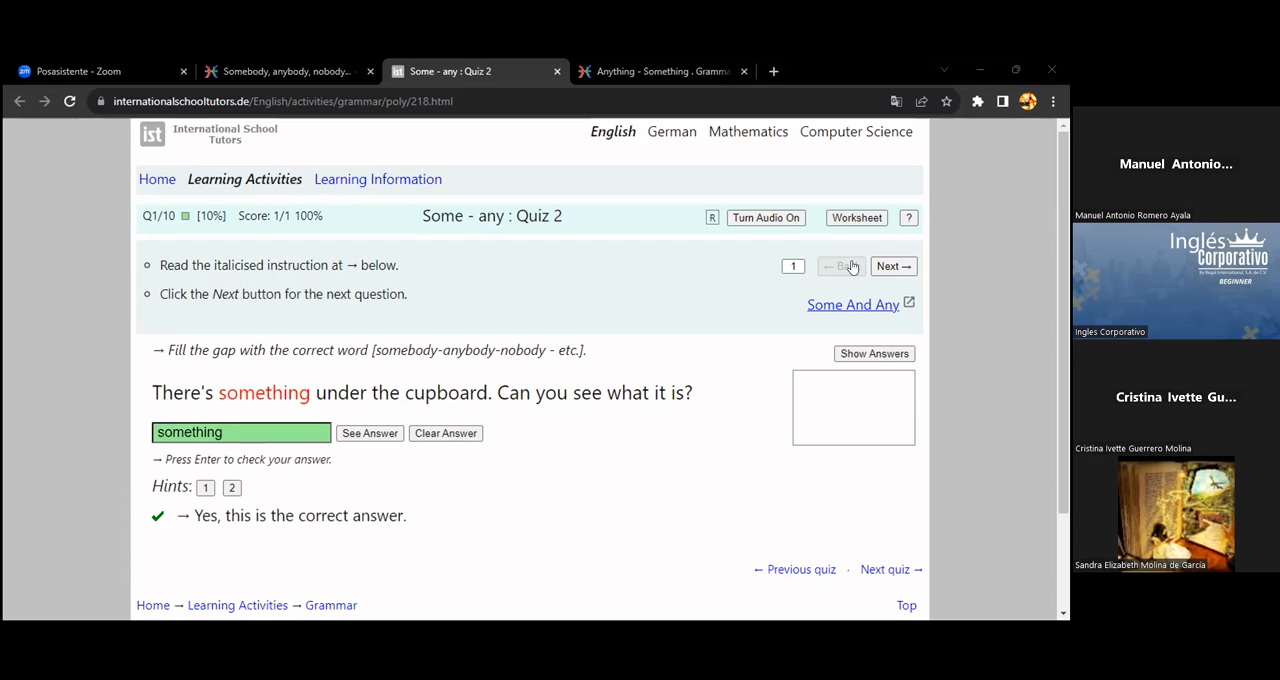 Posasistente - Zoom
Somebody, anybody, nobody...
Some - any : Quiz 2
Anything - Something . Gramma
internationalschooltutors.de/English/activities/grammar/poly/218.html
ist International School Tutors
English German Mathematics Computer Science
Home Learning Activities Learning Information
Q1/10 [10%] Score: 1/1 100% Some - any : Quiz 2 R Turn Audio On Worksheet ?
Read the italicised instruction at → below.
1 ← Ba Next →
Click the Next button for the next question.
Some And Any
→ Fill the gap with the correct word [somebody-anybody-nobody - etc.].
Show Answers
There's something under the cupboard. Can you see what it is?
something See Answer Clear Answer
→ Press Enter to check your answer.
Hints: 1 2
→ Yes, this is the correct answer.
← Previous quiz · Next quiz →
Home → Learning Activities → Grammar Top
Manuel Antonio...
Manuel Antonio Romero Ayala
Inglés
Corporativo
By Regal International, S.A. de C.V.
BEGINNER
Ingles Corporativo
Cristina Ivette Gu...
Cristina Ivette Guerrero Molina
Sandra Elizabeth Molina de García